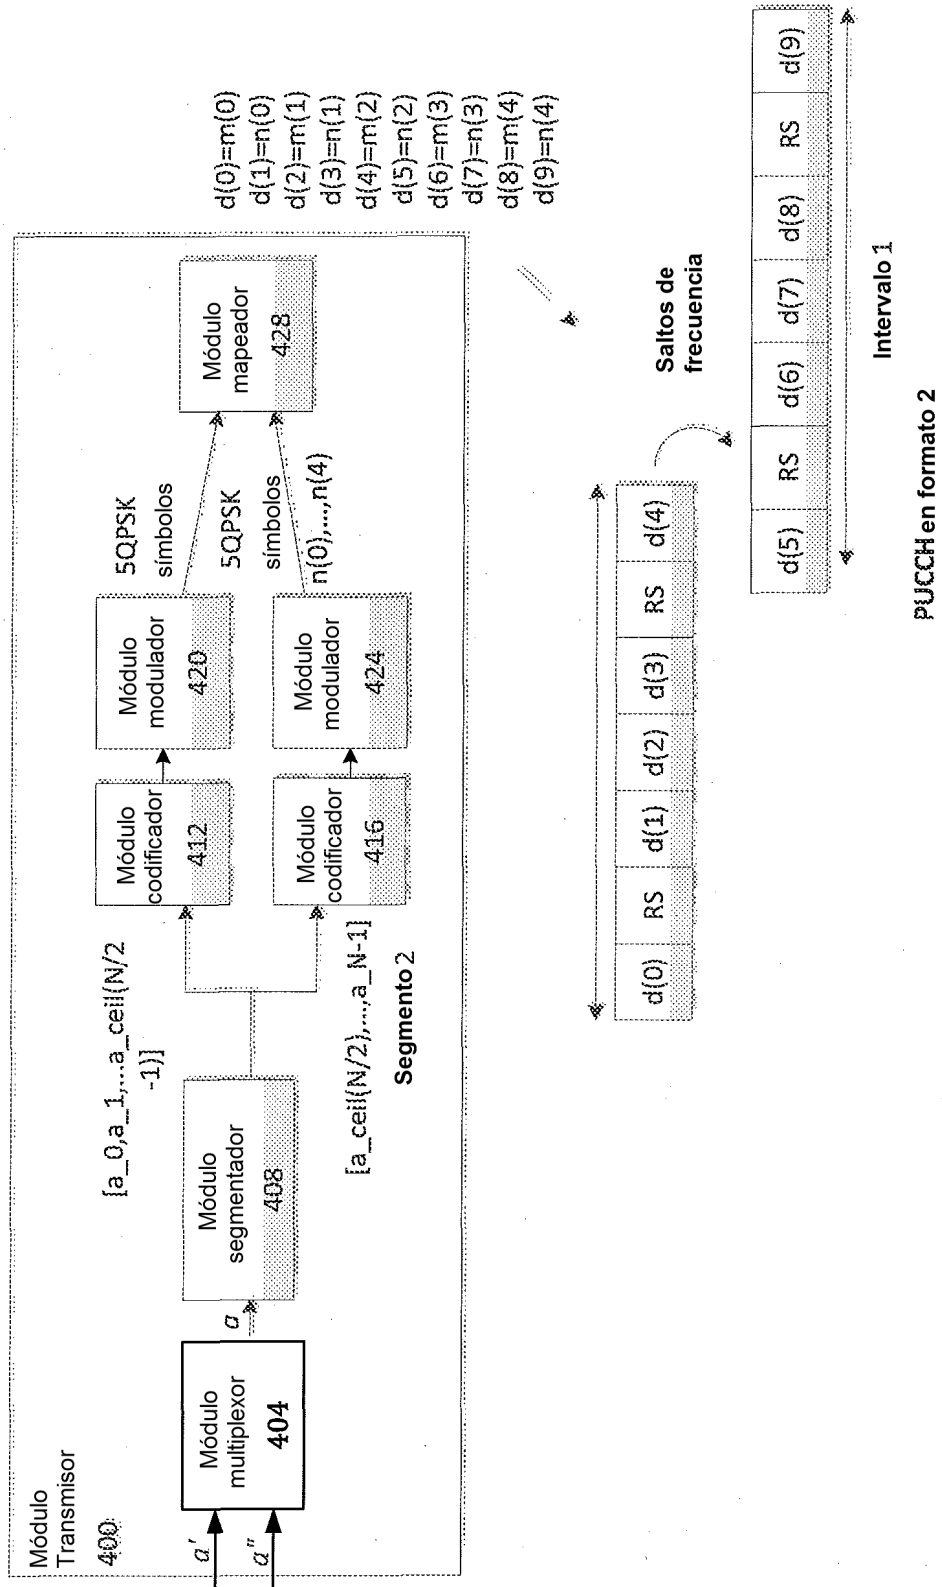 Módulo
Transmisor
400
a'
a''
Módulo
multiplexor
404
a
Módulo
segmentador
408
[a_0,a_1,...a_ceil(N/2
-1)]
[a_ceil(N/2),...,a_N-1]
Segmento 2
Módulo
codificador
412
Módulo
codificador
416
Módulo
modulador
420
Módulo
modulador
424
5QPSK
símbolos
5QPSK
símbolos
n(0),...,n(4)
Módulo
mapeador
428
d(0)=m(0)
d(1)=n(0)
d(2)=m(1)
d(3)=n(1)
d(4)=m(2)
d(5)=n(2)
d(6)=m(3)
d(7)=n(3)
d(8)=m(4)
d(9)=n(4)
d(0) RS d(1) d(2) d(3) RS d(4)
Saltos de
frecuencia
d(5) RS d(6) d(7) d(8) RS d(9)
Intervalo 1
PUCCH en formato 2